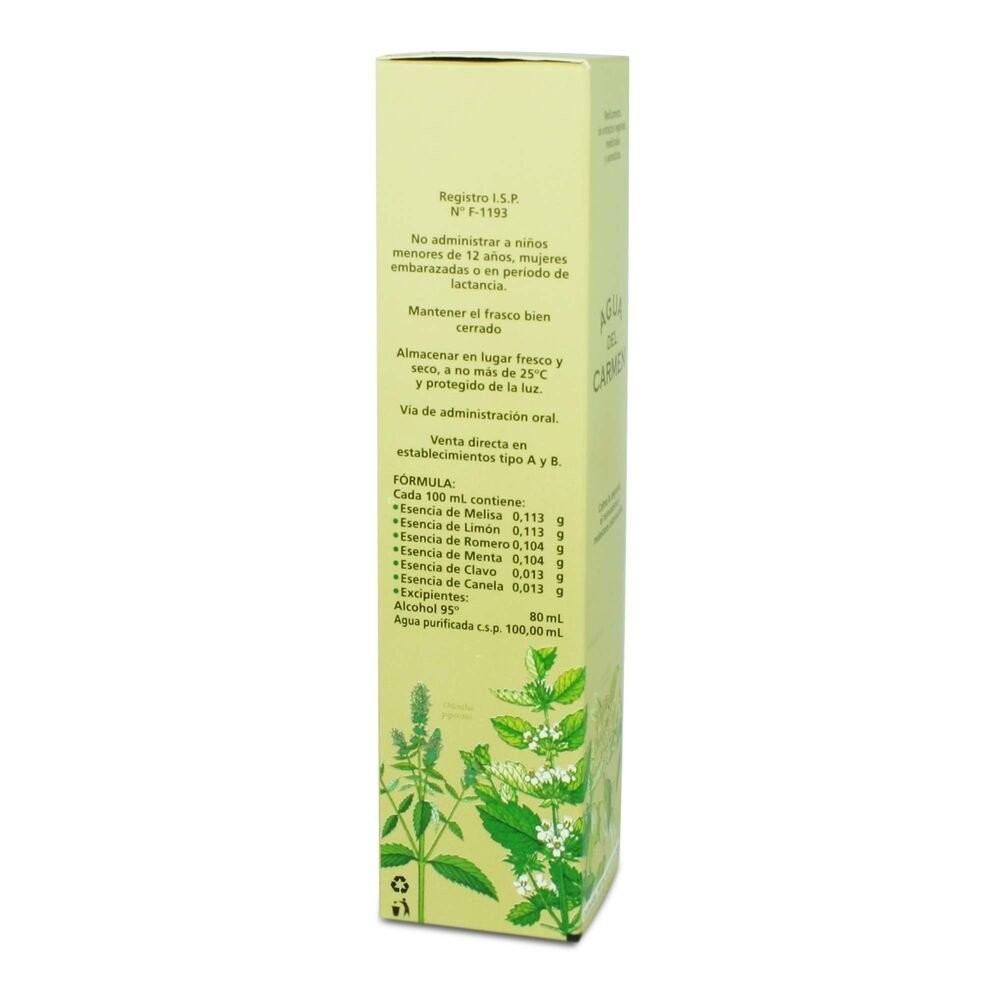 Registro I.S.P.
N° F-1193
No administrar a niños
menores de 12 años, mujeres
embarazadas o en período de
lactancia.
Mantener el frasco bien
cerrado
Almacenar en lugar fresco y
seco, a no más de 25°C
y protegido de la luz.
Vía de administración oral.
Venta directa en
establecimientos tipo A y B.
FÓRMULA:
Cada 100 mL contiene:
• Esencia de Melisa 0,113 g
• Esencia de Limón 0,113 g
• Esencia de Romero 0,104 g
• Esencia de Menta 0,104 g
• Esencia de Clavo 0,013 g
• Esencia de Canela 0,013 g
• Excipientes:
Alcohol 95° 80 mL
Agua purificada c.s.p. 100,00 mL
AGUA
DEL
CARMEN